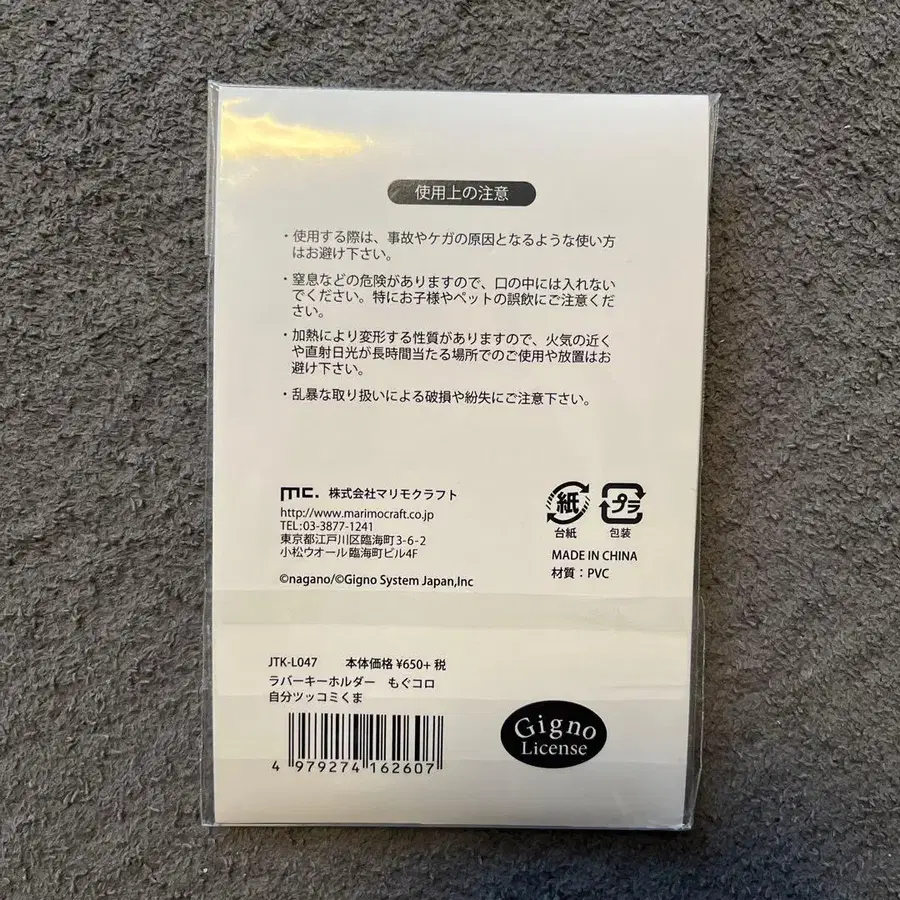 使用上の注意
・使用する際は、事故やケガの原因となるような使い方
はお避け下さい。
・窒息などの危険がありますので、口の中には入れない
でください。特にお子様やペットの誤飲にご注意くだ
さい。
・加熱により変形する性質がありますので、火気の近く
や直射日光が長時間当たる場所でのご使用や放置はお
避け下さい。
・乱暴な取り扱いによる破損や紛失にご注意下さい。
mc. 株式会社マリモクラフト
http://www.marimocraft.co.jp
TEL:03-3877-1241
東京都江戸川区臨海町3-6-2
小松ウオール臨海町ビル4F
©nagano/©Gigno System Japan,Inc
紙 プラ
台紙 包装
MADE IN CHINA
材質：PVC
JTK-L047 本体価格 ¥650+ 税
ラバーキーホルダー もぐコロ
自分ツッコミくま
4 979274 162607
Gigno
License